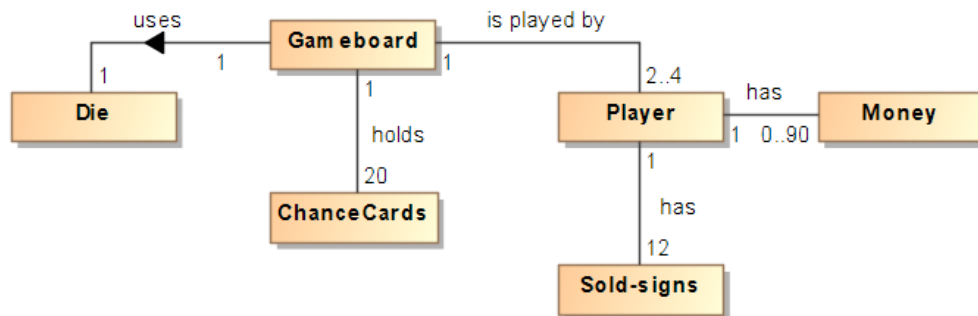 uses
is played by
Gameboard
1
1
1
1
2..4
Die
Player
has
Money
1
0..90
holds
1
20
ChanceCards
has
12
Sold-signs